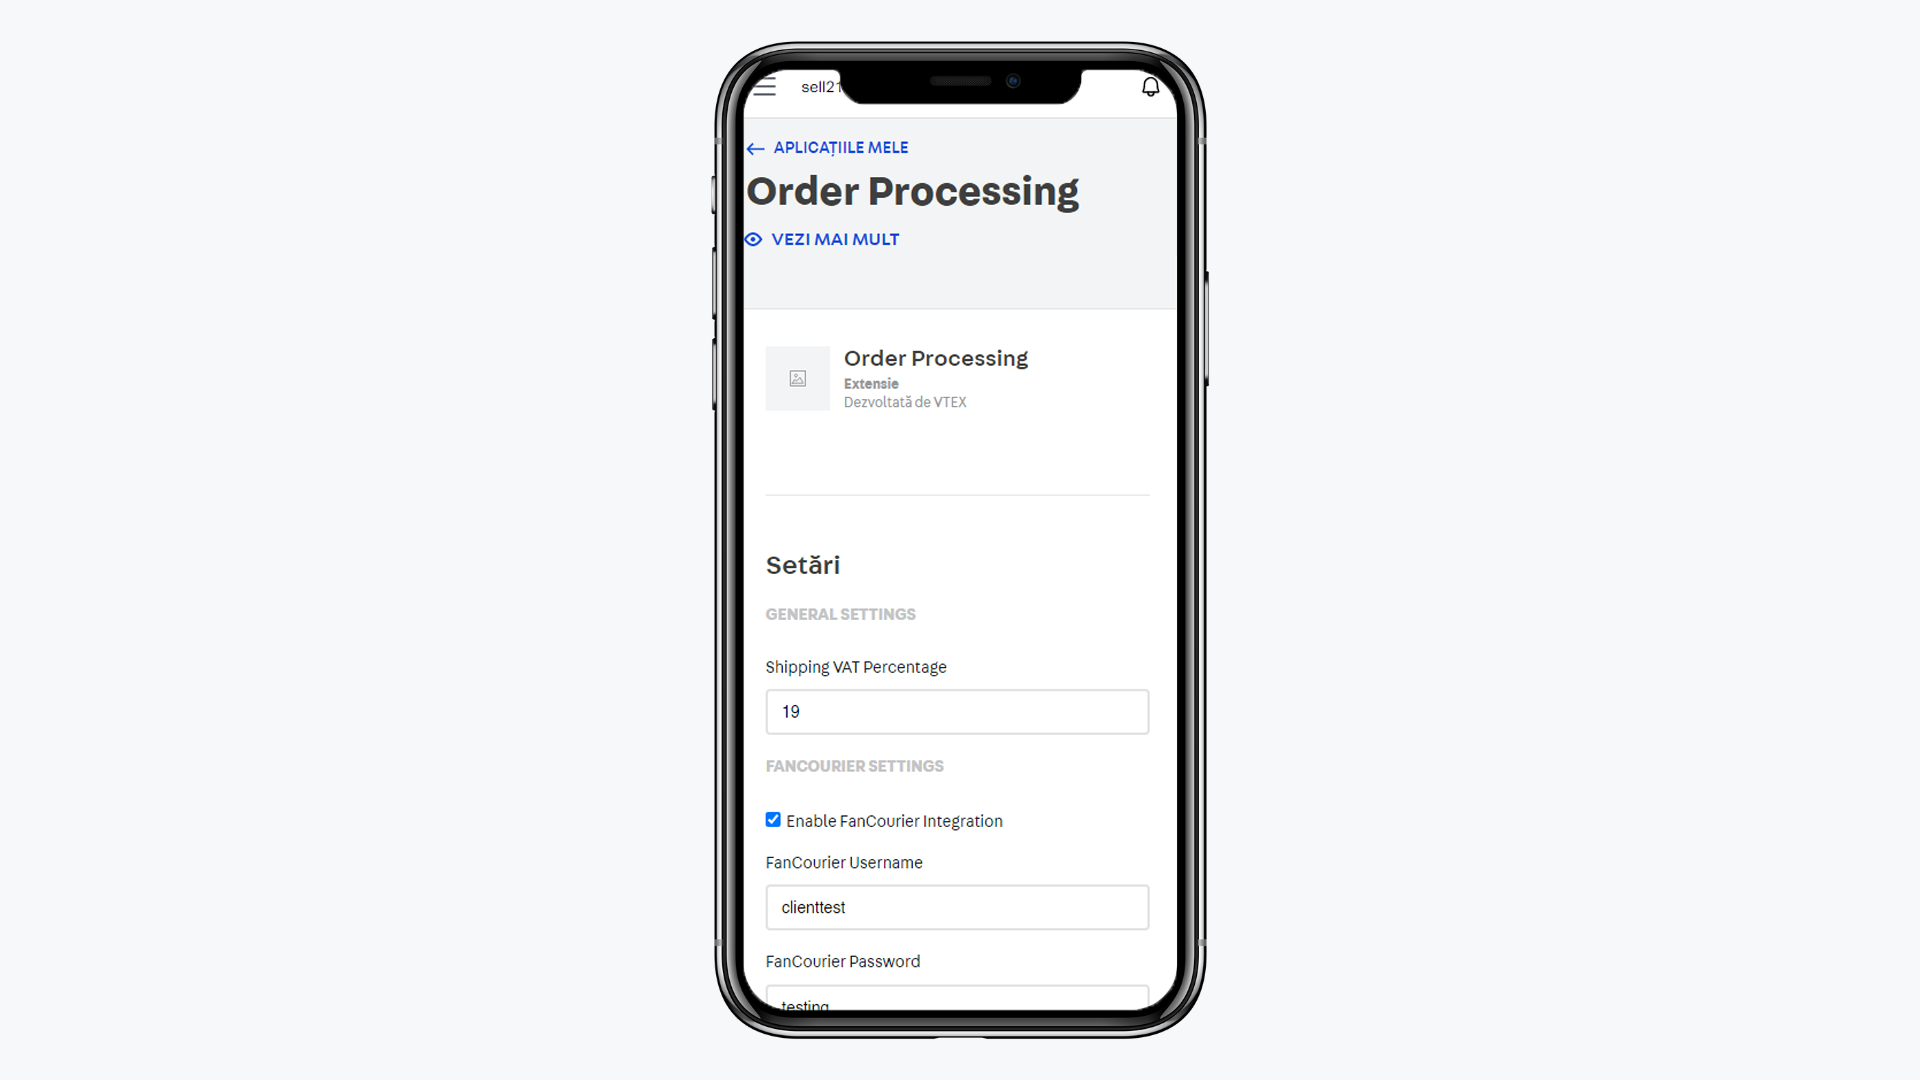 sell21
APLICAȚIILE MELE
Order Processing
VEZI MAI MULT
Order Processing
Extensie
Dezvoltată de VTEX
Setări
GENERAL SETTINGS
Shipping VAT Percentage
19
FANCOURIER SETTINGS
Enable FanCourier Integration
FanCourier Username
clienttest
FanCourier Password
testing